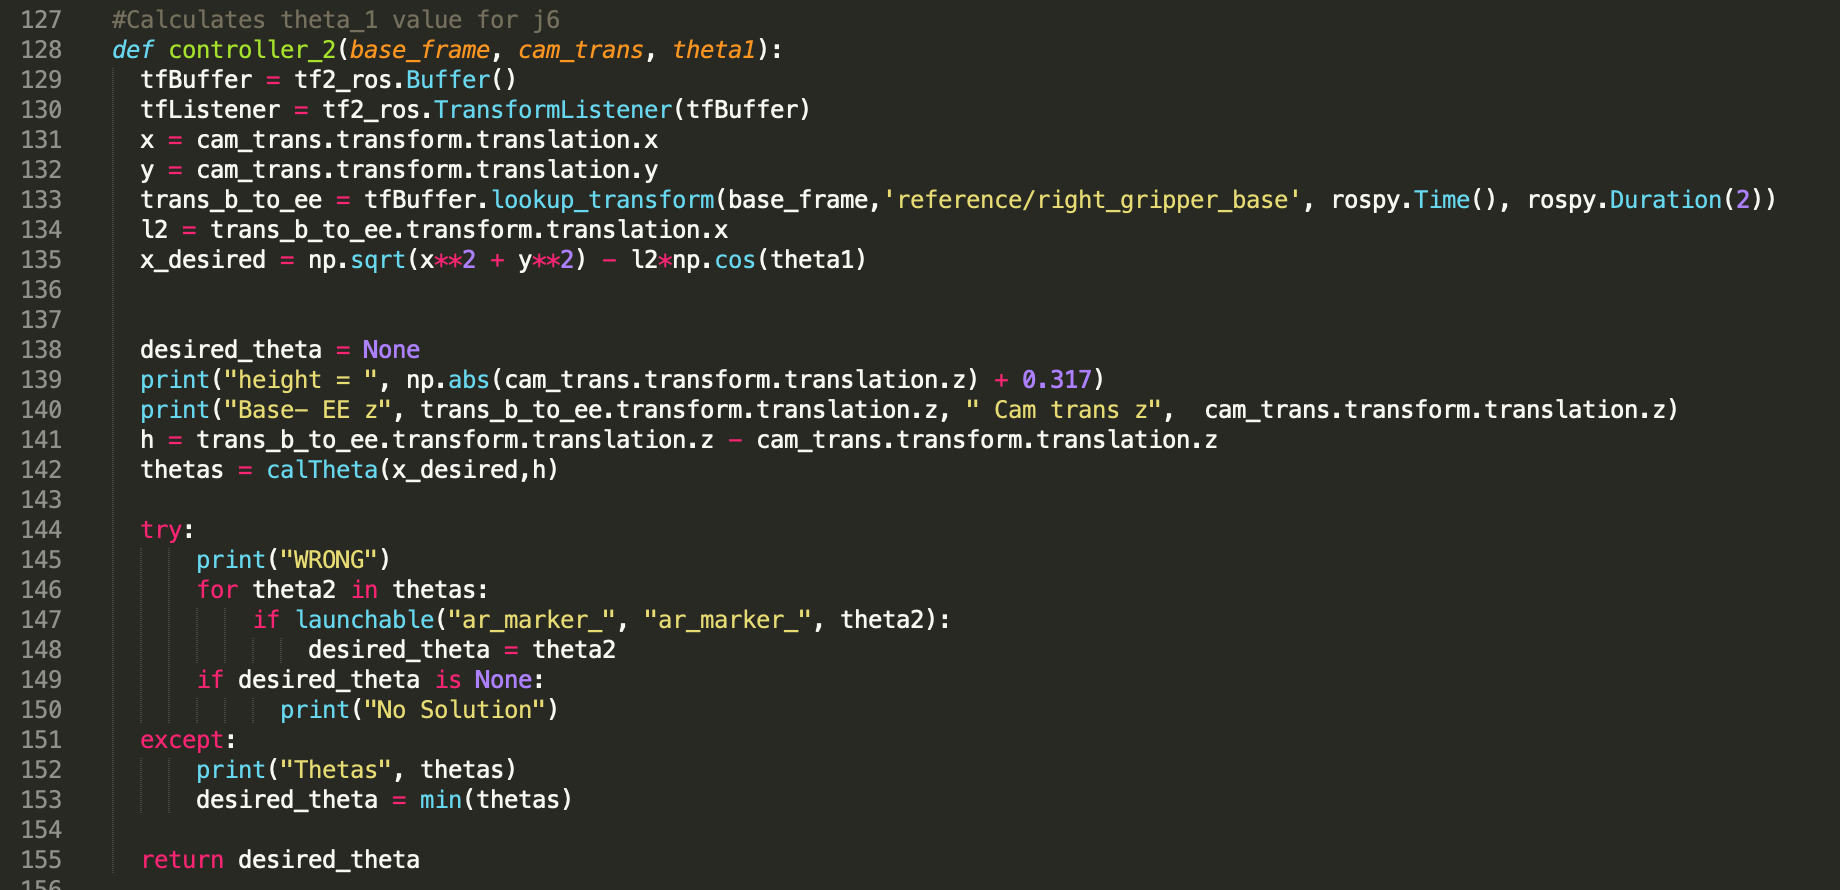 127 #Calculates theta_1 value for j6
128 def controller_2(base_frame, cam_trans, theta1):
129 tfBuffer = tf2_ros.Buffer()
130 tfListener = tf2_ros.TransformListener(tfBuffer)
131 x = cam_trans.transform.translation.x
132 y = cam_trans.transform.translation.y
133 trans_b_to_ee = tfBuffer.lookup_transform(base_frame,'reference/right_gripper_base', rospy.Time(), rospy.Duration(2))
134 l2 = trans_b_to_ee.transform.translation.x
135 x_desired = np.sqrt(x**2 + y**2) - l2*np.cos(theta1)
136
137
138 desired_theta = None
139 print("height = ", np.abs(cam_trans.transform.translation.z) + 0.317)
140 print("Base- EE z", trans_b_to_ee.transform.translation.z, " Cam trans z",  cam_trans.transform.translation.z)
141 h = trans_b_to_ee.transform.translation.z - cam_trans.transform.translation.z
142 thetas = calTheta(x_desired,h)
143
144 try:
145 print("WRONG")
146 for theta2 in thetas:
147 if launchable("ar_marker_", "ar_marker_", theta2):
148 desired_theta = theta2
149 if desired_theta is None:
150 print("No Solution")
151 except:
152 print("Thetas", thetas)
153 desired_theta = min(thetas)
154
155 return desired_theta
156